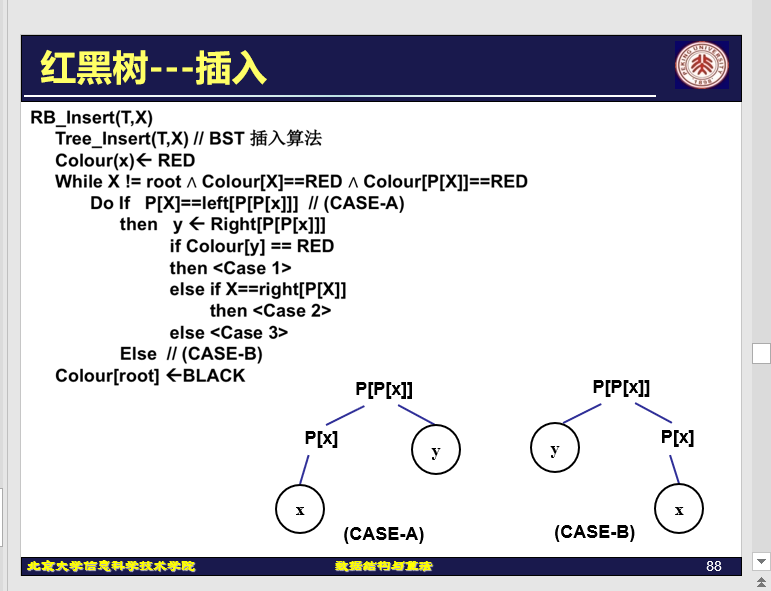 红黑树---插入
RB_Insert(T,X)
Tree_Insert(T,X) // BST 插入算法
Colour(x)← RED
While X != root ∧ Colour[X]==RED ∧ Colour[P[X]]==RED
Do If P[X]==left[P[P[x]]] // (CASE-A)
then y ← Right[P[P[x]]]
if Colour[y] == RED
then <Case 1>
else if X==right[P[X]]
then <Case 2>
else <Case 3>
Else // (CASE-B)
Colour[root] ←BLACK
P[P[x]]
P[x]
y
x
(CASE-A)
P[P[x]]
y
P[x]
x
(CASE-B)
北京大学信息科学技术学院
数据结构与算法
88